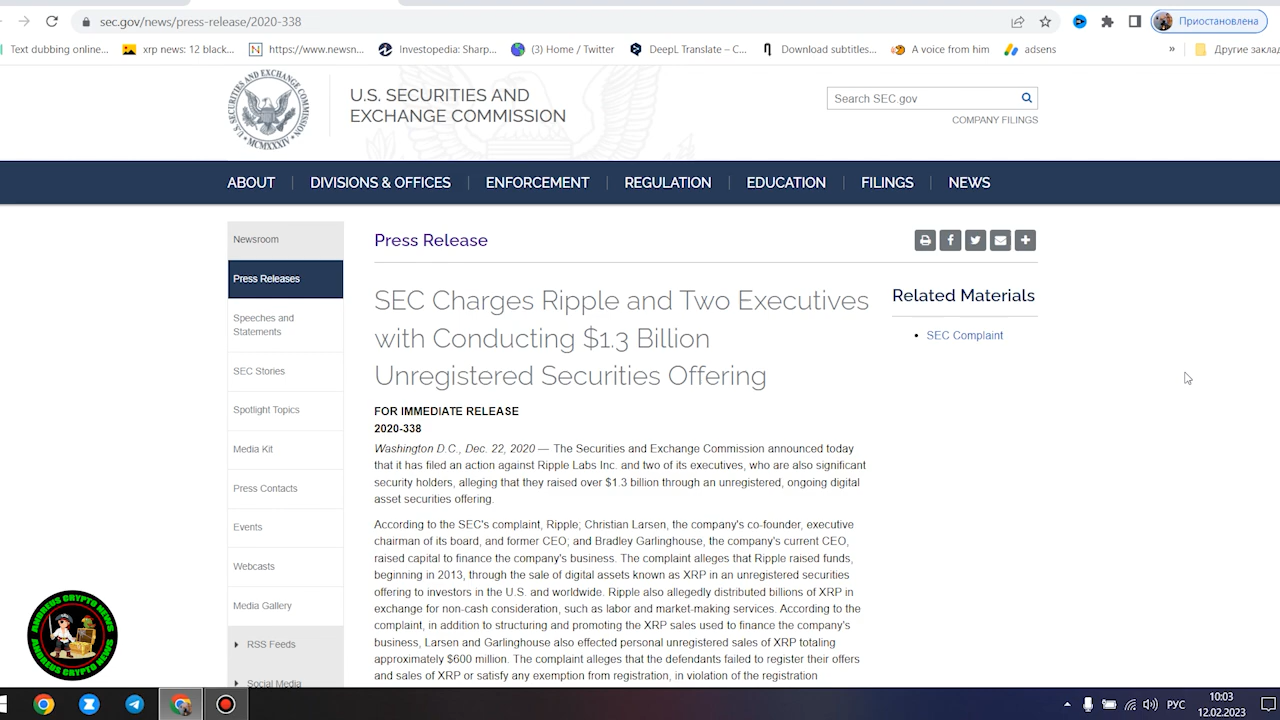 sec.gov/news/press-release/2020-338
Приостановлена
Text dubbing online...
xrp news: 12 black...
https://www.newsn...
Investopedia: Sharp...
(3) Home / Twitter
DeepL Translate – C...
Download subtitles...
A voice from him
adsens
»
Другие заклад
SECURITIES AND EXCHANGE COMMISSION
MCMXXXIV
U.S. SECURITIES AND
EXCHANGE COMMISSION
Search SEC.gov
COMPANY FILINGS
ABOUT
DIVISIONS & OFFICES
ENFORCEMENT
REGULATION
EDUCATION
FILINGS
NEWS
Newsroom
Press Releases
Speeches and
Statements
SEC Stories
Spotlight Topics
Media Kit
Press Contacts
Events
Webcasts
Media Gallery
RSS Feeds
Social Media
Press Release
SEC Charges Ripple and Two Executives
with Conducting $1.3 Billion
Unregistered Securities Offering
FOR IMMEDIATE RELEASE
2020-338
Washington D.C., Dec. 22, 2020 — The Securities and Exchange Commission announced today
that it has filed an action against Ripple Labs Inc. and two of its executives, who are also significant
security holders, alleging that they raised over $1.3 billion through an unregistered, ongoing digital
asset securities offering.
According to the SEC's complaint, Ripple; Christian Larsen, the company's co-founder, executive
chairman of its board, and former CEO; and Bradley Garlinghouse, the company's current CEO,
raised capital to finance the company's business. The complaint alleges that Ripple raised funds,
beginning in 2013, through the sale of digital assets known as XRP in an unregistered securities
offering to investors in the U.S. and worldwide. Ripple also allegedly distributed billions of XRP in
exchange for non-cash consideration, such as labor and market-making services. According to the
complaint, in addition to structuring and promoting the XRP sales used to finance the company's
business, Larsen and Garlinghouse also effected personal unregistered sales of XRP totaling
approximately $600 million. The complaint alleges that the defendants failed to register their offers
and sales of XRP or satisfy any exemption from registration, in violation of the registration
Related Materials
SEC Complaint
ANDREUS CRYPTO NEWS
ANDREUS CRYPTO NEWS
РУС
10:03
12.02.2023